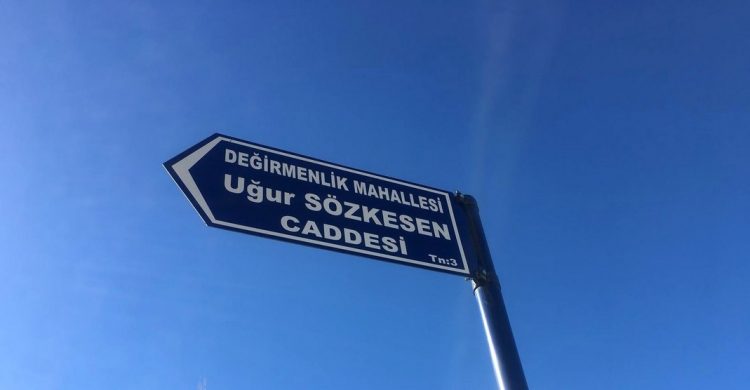 DEĞİRMENLİK MAHALLESİ
Uğur SÖZKESEN
CADDESİ
Tn:3